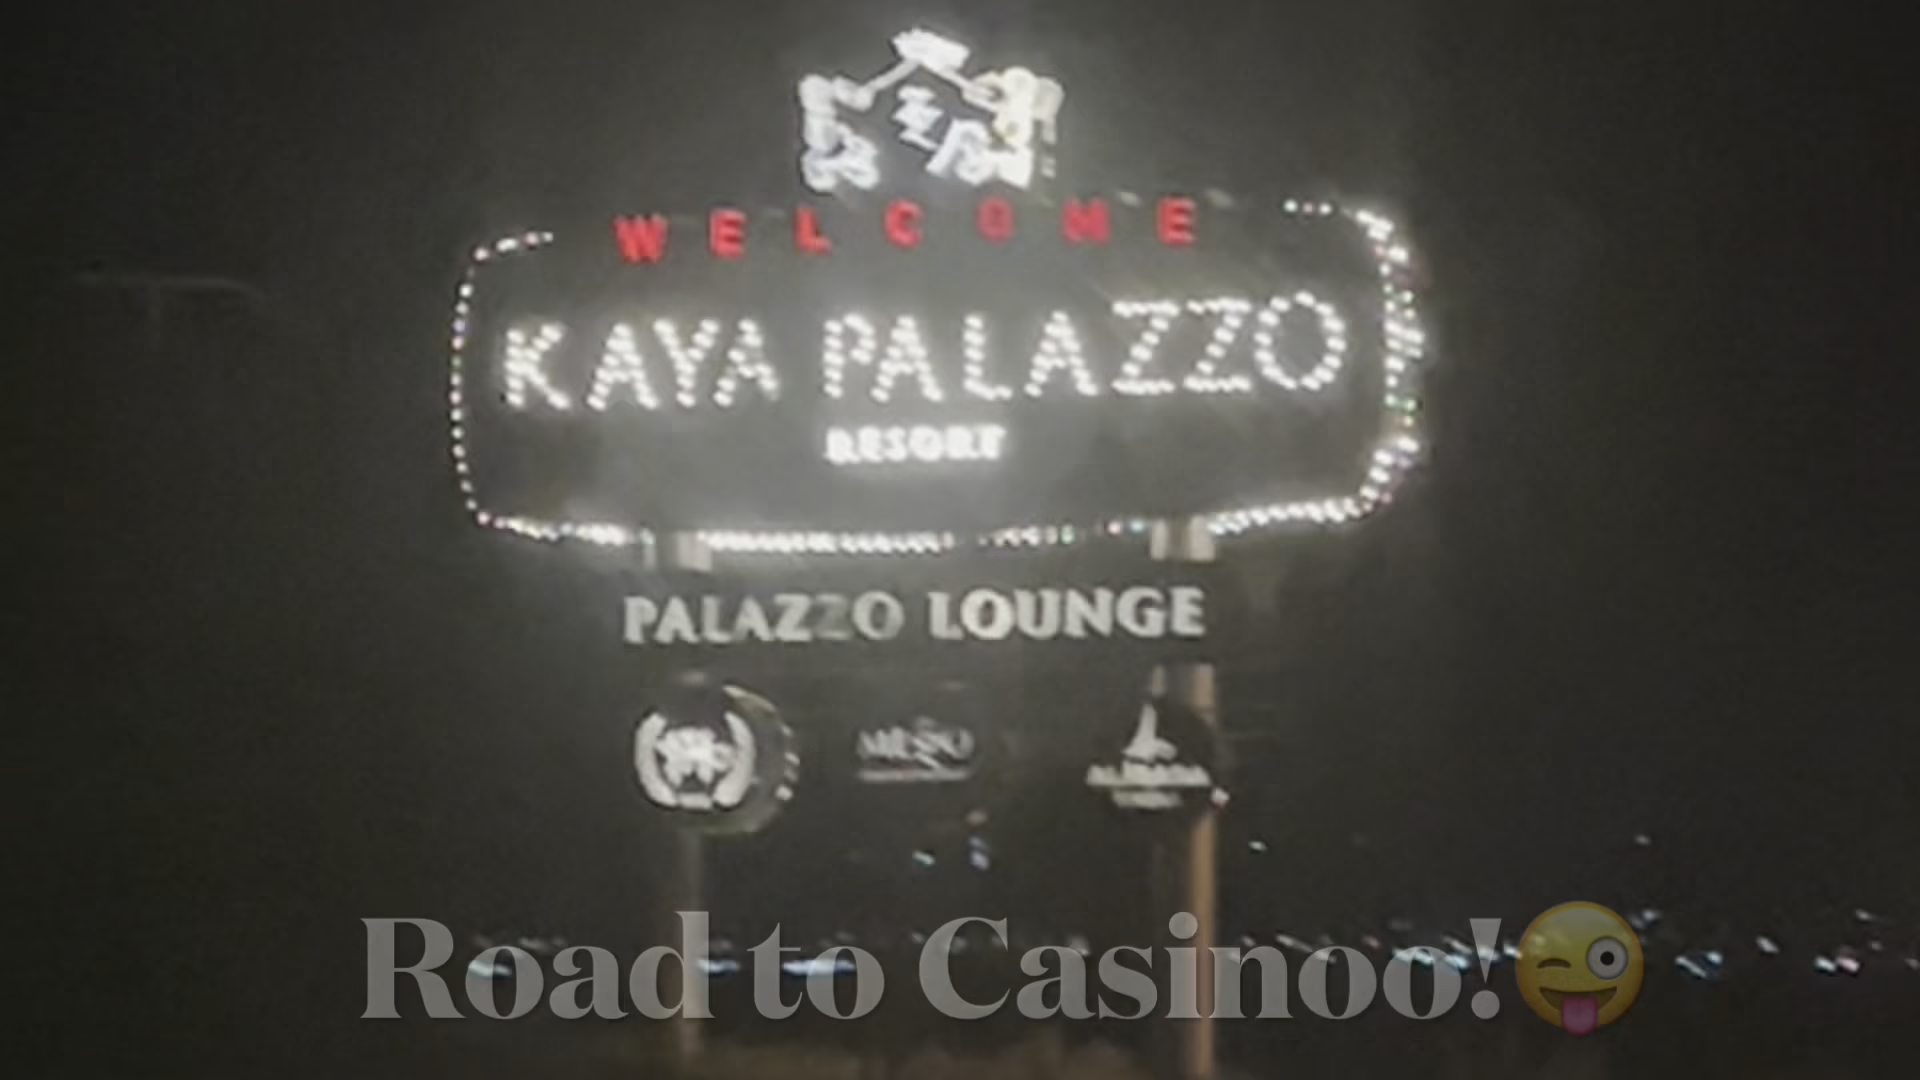 WELCOME
KAYA PALAZZO
RESORT
PALAZZO LOUNGE
Road to Casinoo!😜